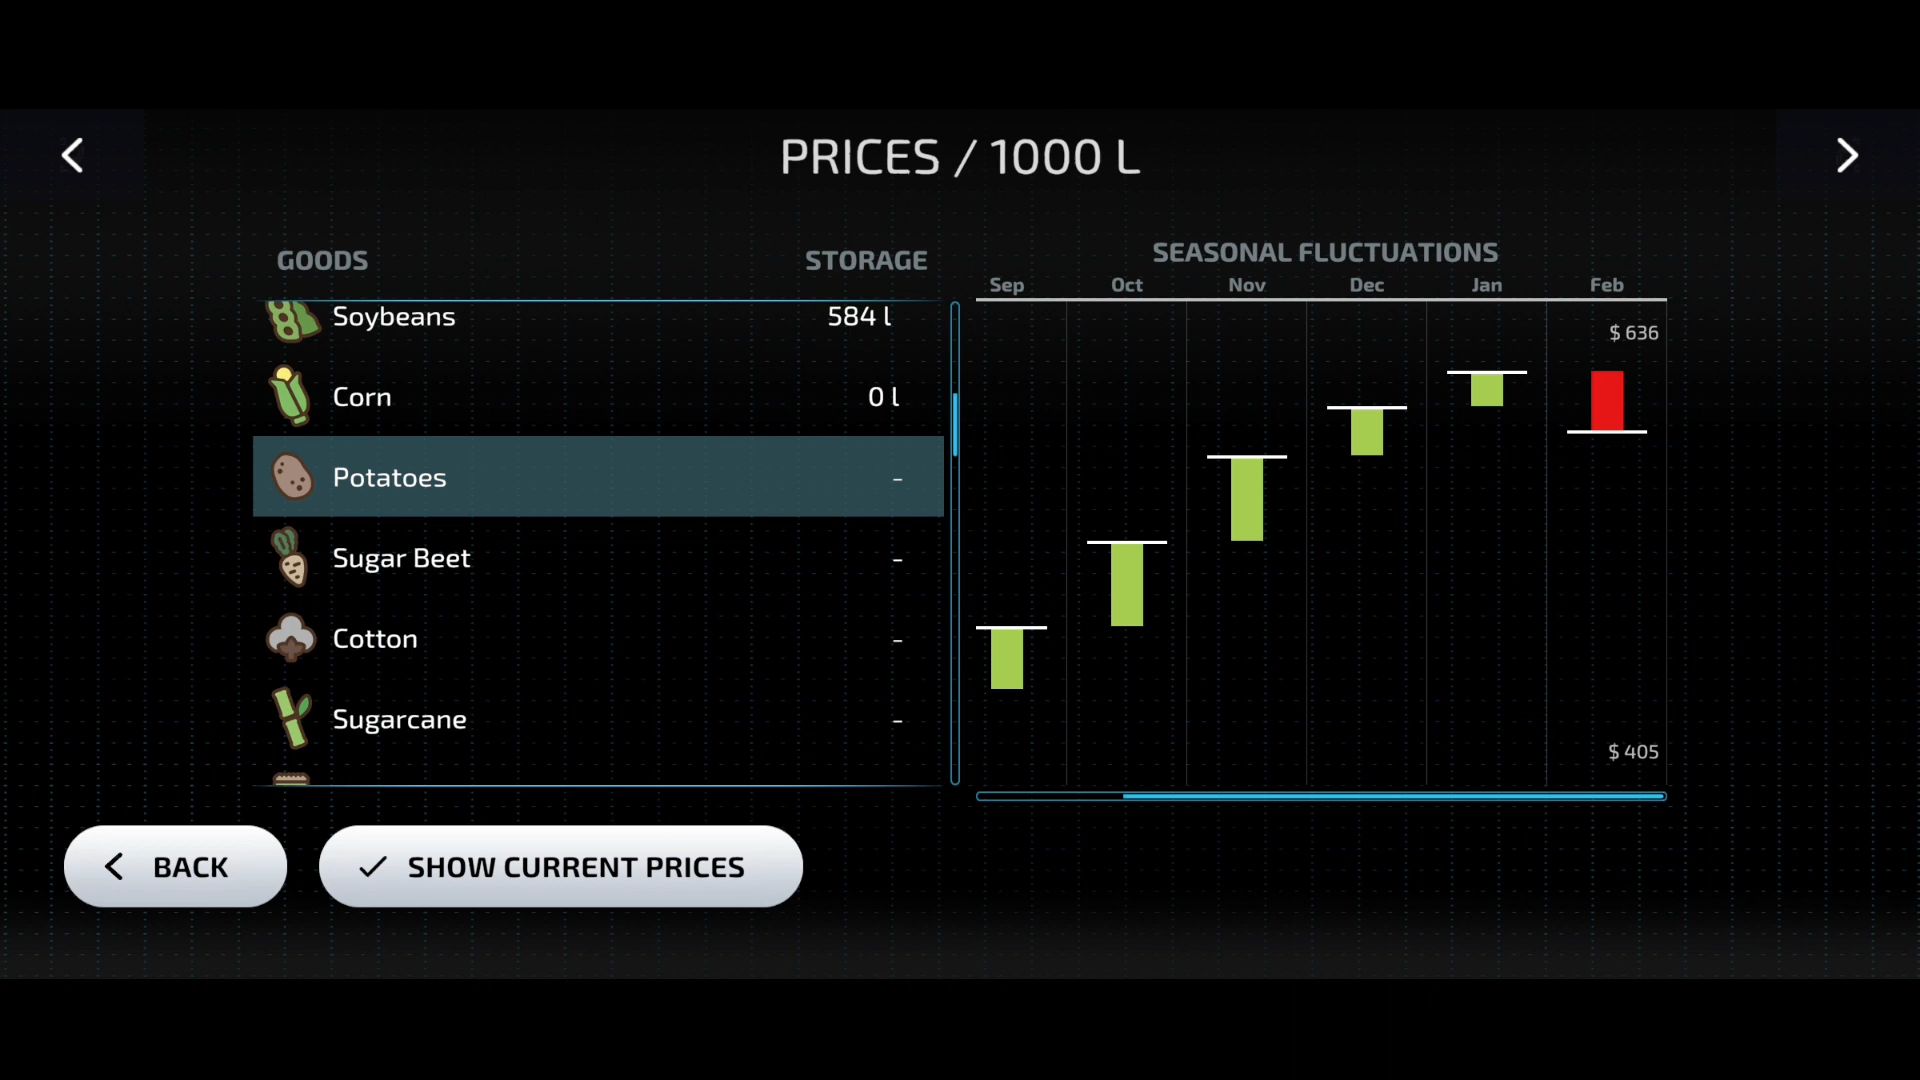 PRICES / 1000 L
GOODS STORAGE
Soybeans 584 l
Corn 0 l
Potatoes -
Sugar Beet -
Cotton -
Sugarcane -
SEASONAL FLUCTUATIONS
Sep Oct Nov Dec Jan Feb
$ 636
$ 405
BACK
SHOW CURRENT PRICES